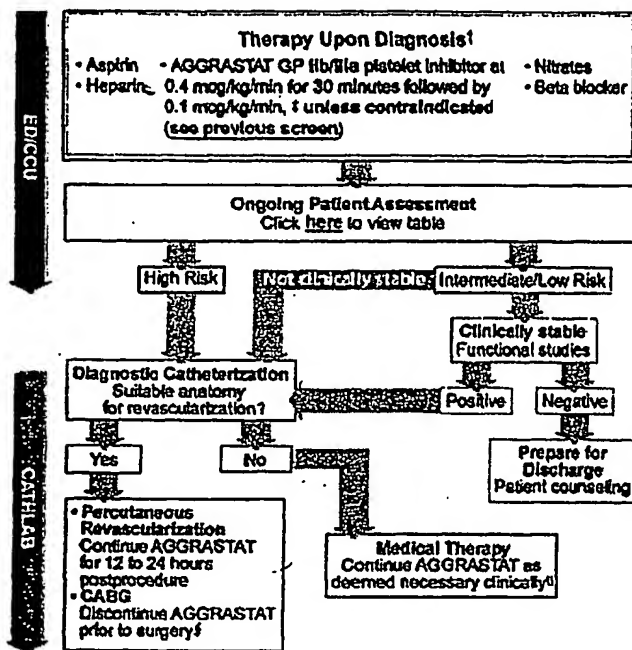 Therapy Upon Diagnosis†
• Aspirin
• Heparin
• AGGRASTAT GP IIb/IIIa platelet inhibitor at
0.4 mcg/kg/min for 30 minutes followed by
0.1 mcg/kg/min, ‡ unless contraindicated
(see previous screen)
• Nitrates
• Beta blocker
ED/CCU
Ongoing Patient Assessment
Click here to view table
High Risk
Not clinically stable
Intermediate/Low Risk
Clinically stable
Functional studies
Diagnostic Catheterization
Suitable anatomy
for revascularization?
Positive
Negative
Yes
No
Prepare for
Discharge
Patient counseling
CATH LAB
• Percutaneous
Revascularization
Continue AGGRASTAT
for 12 to 24 hours
postprocedure
• CABG
Discontinue AGGRASTAT
prior to surgery§
Medical Therapy
Continue AGGRASTAT as
deemed necessary clinically